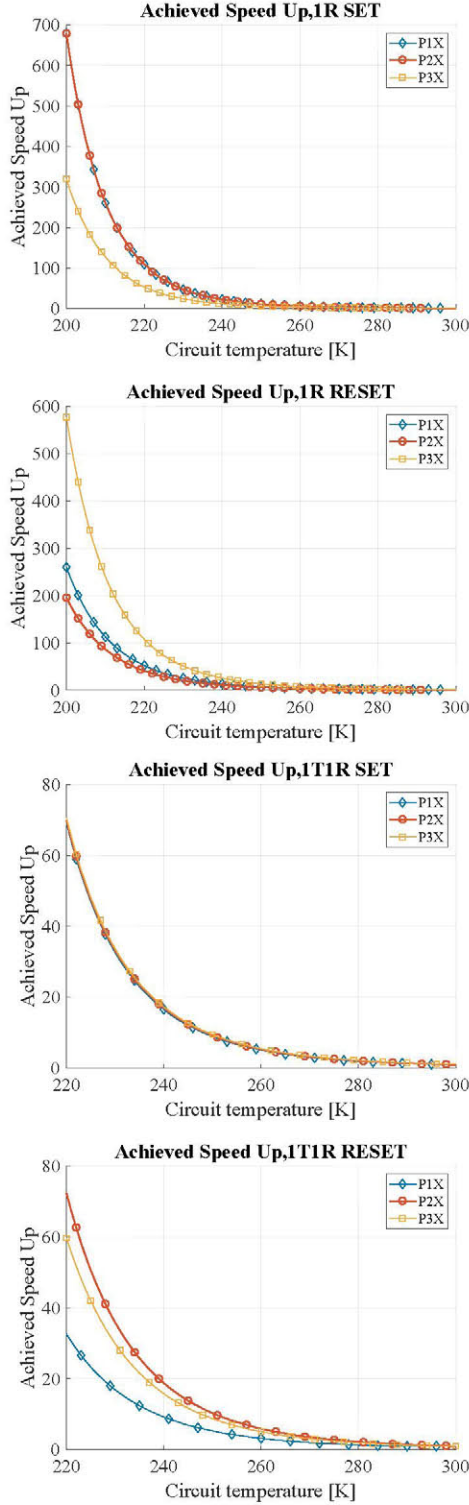 Achieved Speed Up,1R SET
700
600
500
400
300
200
100
0
Achieved Speed Up
P1X
P2X
P3X
200 220 240 260 280 300
Circuit temperature [K]
Achieved Speed Up,1R RESET
600
500
400
300
200
100
0
Achieved Speed Up
P1X
P2X
P3X
200 220 240 260 280 300
Circuit temperature [K]
Achieved Speed Up,1T1R SET
80
60
40
20
0
Achieved Speed Up
P1X
P2X
P3X
220 240 260 280 300
Circuit temperature [K]
Achieved Speed Up,1T1R RESET
80
60
40
20
0
Achieved Speed Up
P1X
P2X
P3X
220 240 260 280 300
Circuit temperature [K]